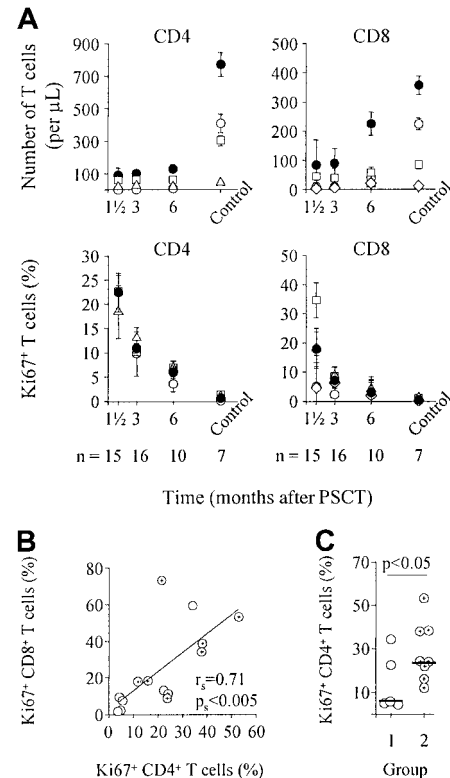 A
CD4
CD8
Number of T cells
(per µL)
900
700
500
300
100
500
400
300
200
100
0
1½ 3 6 Control
1½ 3 6 Control
CD4
CD8
Ki67+ T cells (%)
30
25
20
15
10
5
0
50
40
30
20
10
0
1½ 3 6 Control
1½ 3 6 Control
n = 15 16 10 7
15 16 10 7
Time (months after PSCT)
B
Ki67+ CD8+ T cells (%)
80
60
40
20
0
rs=0.71
ps<0.005
0 10 20 30 40 50 60
Ki67+ CD4+ T cells (%)
C
p<0.05
Ki67+ CD4+ T cells (%)
70
50
30
10
1 2
Group